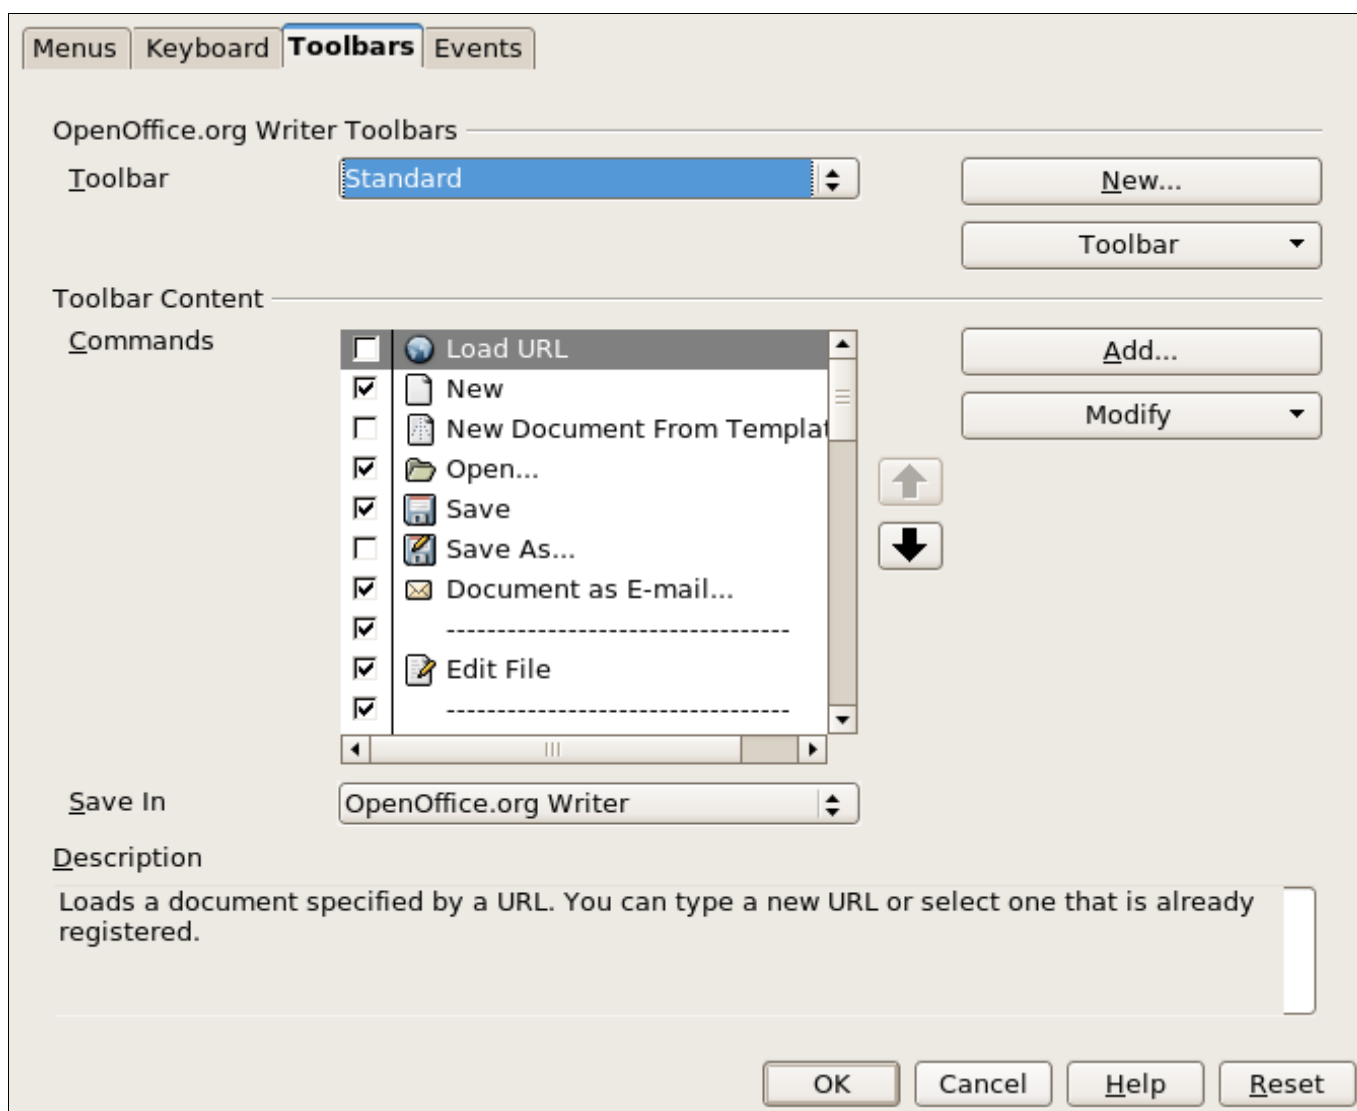 Menus Keyboard Toolbars Events
OpenOffice.org Writer Toolbars
Toolbar Standard New...
Toolbar
Toolbar Content
Commands Load URL Add...
New
New Document From Templat Modify
Open...
Save
Save As...
Document as E-mail...
----------------------------------
Edit File
----------------------------------
Save In OpenOffice.org Writer
Description
Loads a document specified by a URL. You can type a new URL or select one that is already
registered.
OK Cancel Help Reset